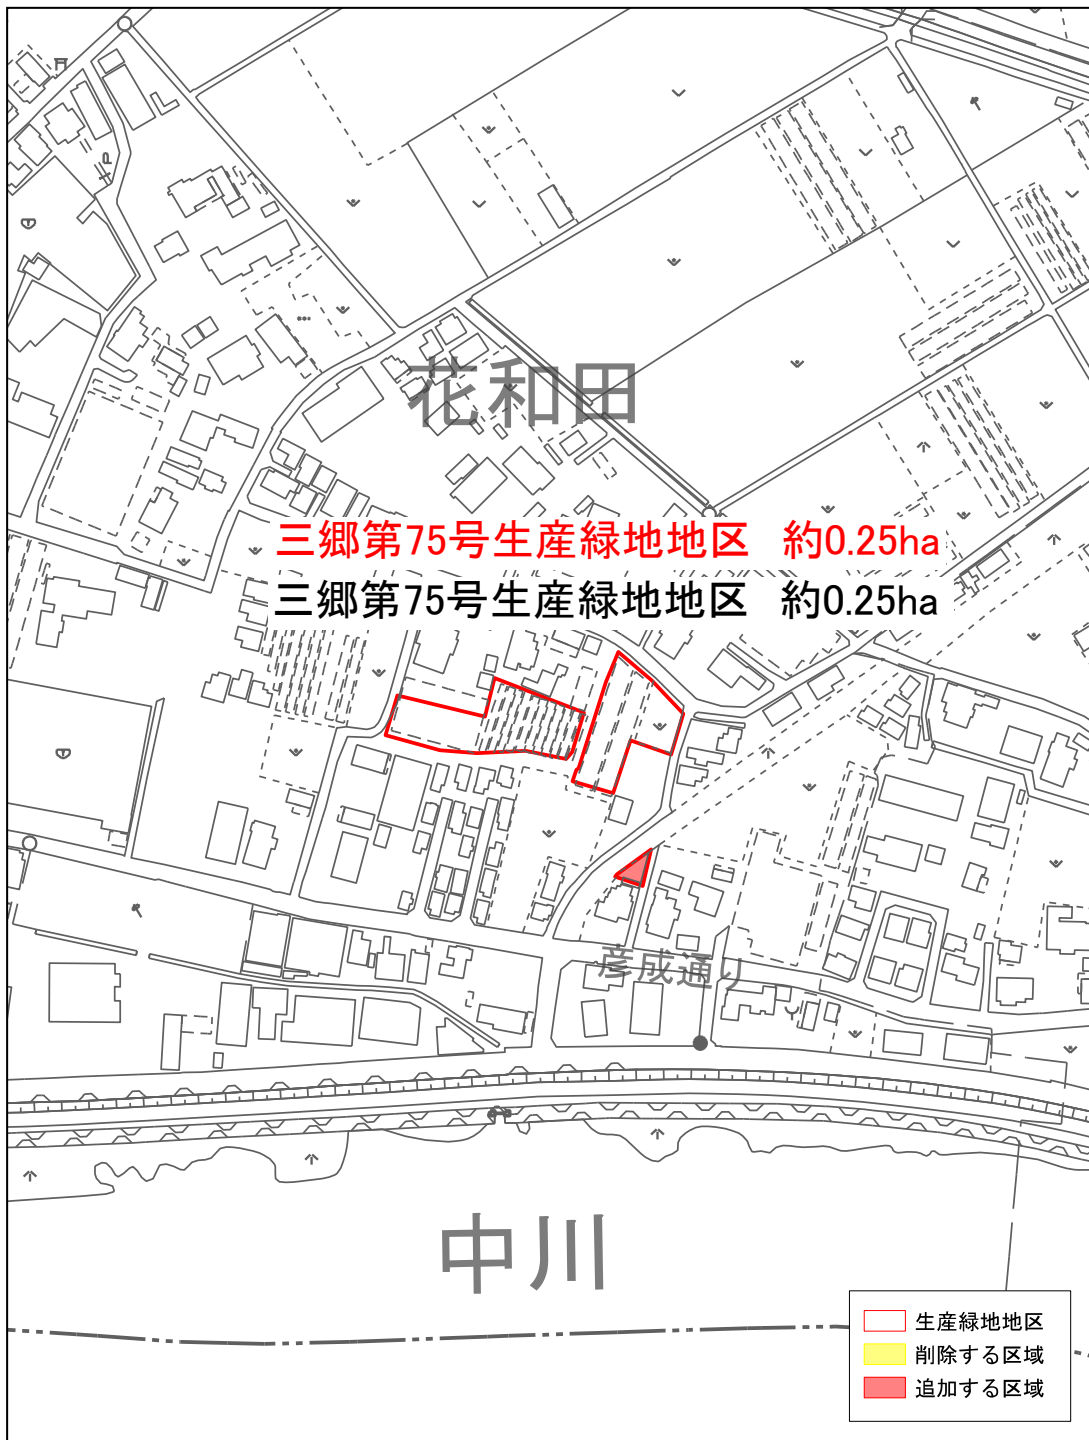 花和田
三郷第75号生産緑地地区　約0.25ha
三郷第75号生産緑地地区　約0.25ha
彦成通り
中川
生産緑地地区
削除する区域
追加する区域